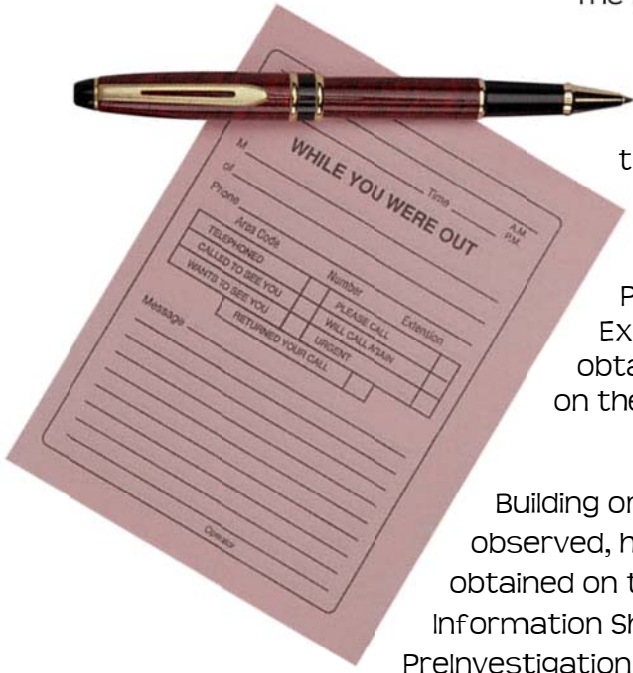 The
WHILE YOU WERE OUT
M
Time
A.M.
P.M.
of
Phone
Area Code
Number
Extension
TELEPHONED
PLEASE CALL
CALLED TO SEE YOU
WILL CALL AGAIN
WANTS TO SEE YOU
URGENT
RETURNED YOUR CALL
Message
Operator
t
P
Ex
obta
on the
Building on
observed, h
obtained on t
Information Sh
PreInvestigation